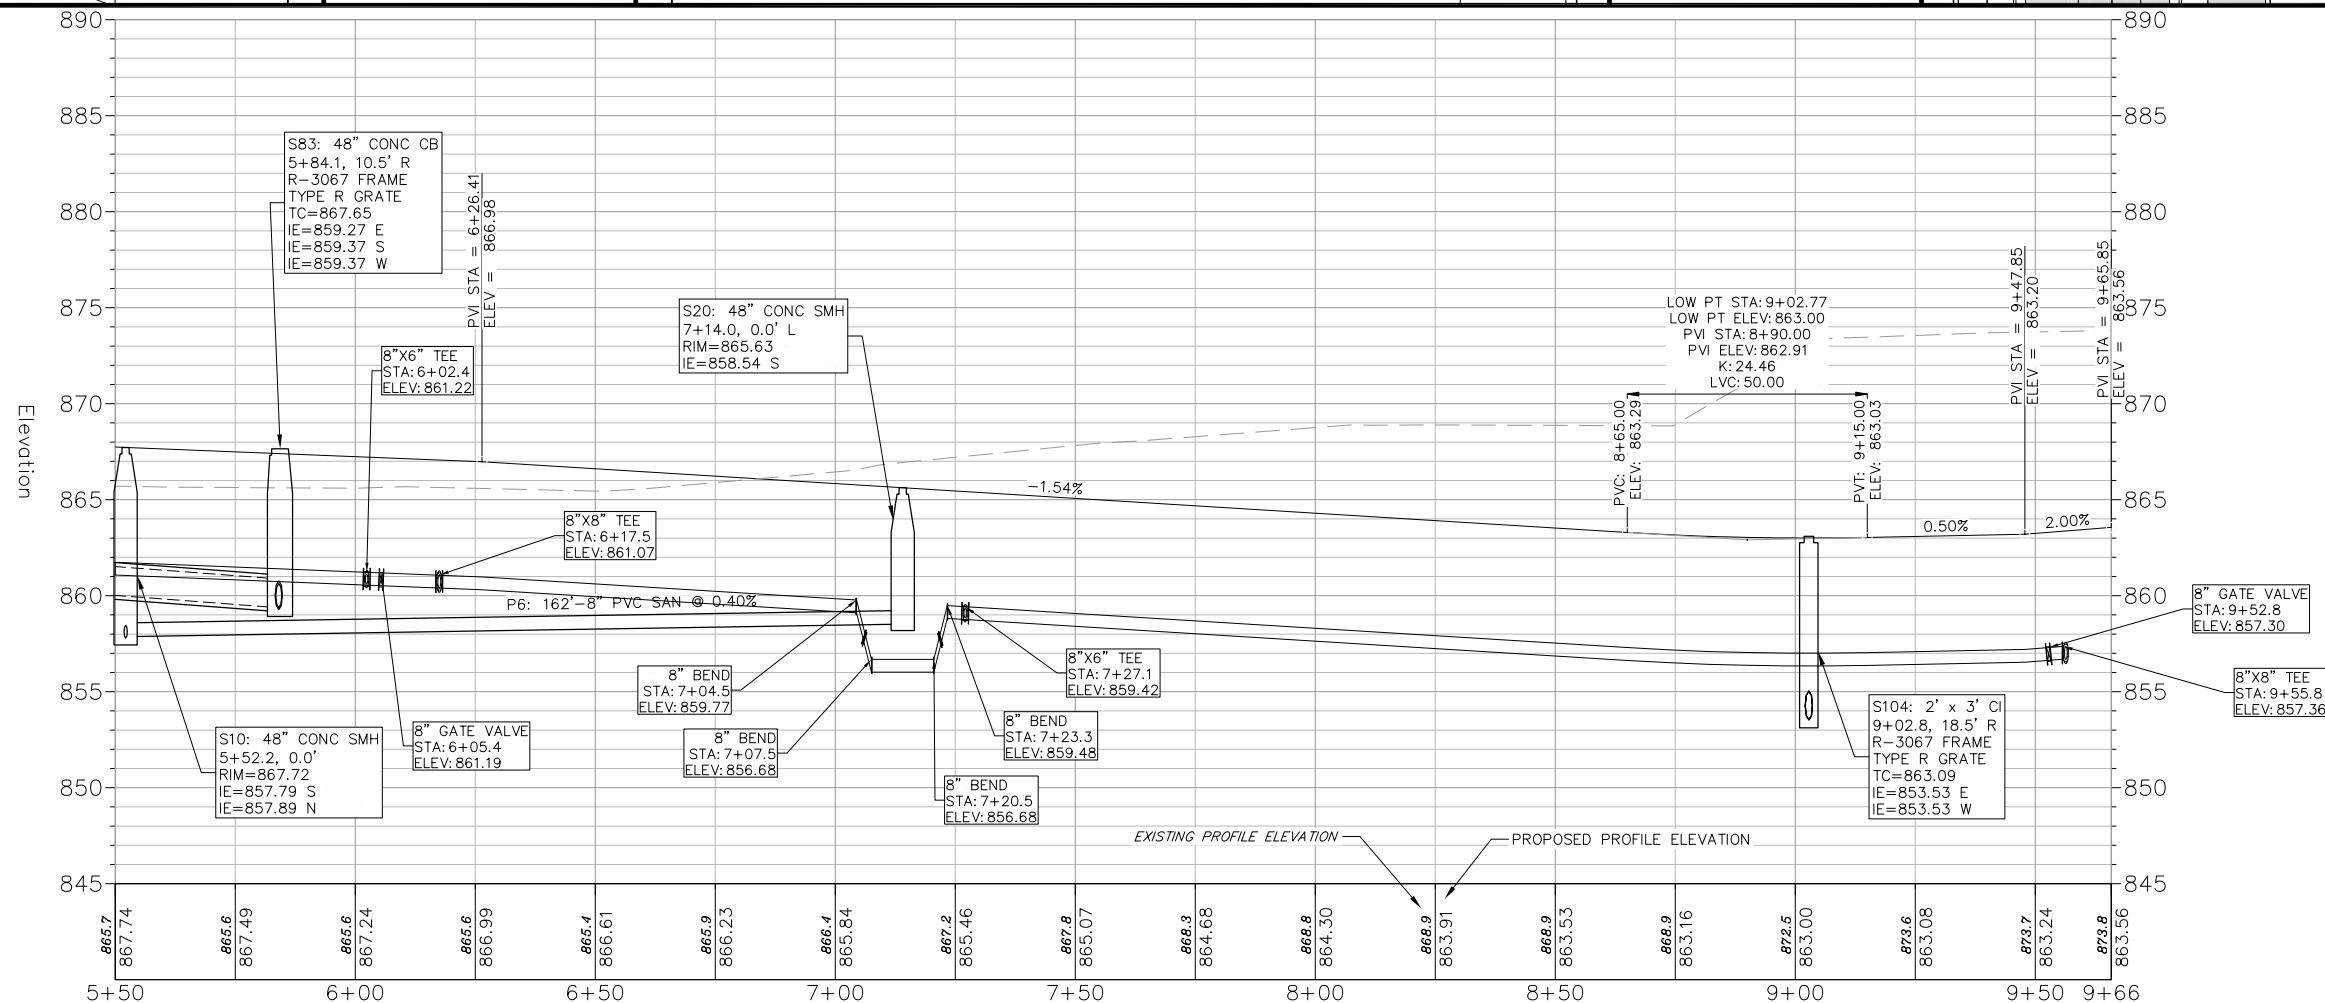 890
885
880
875
870
865
860
855
850
845
Elevation
890
885
880
875
870
865
860
855
850
845
S83: 48" CONC CB
5+84.1, 10.5' R
R-3067 FRAME
TYPE R GRATE
TC=867.65
IE=859.27 E
IE=859.37 S
IE=859.37 W
PVI STA = 6+26.41
ELEV = 866.98
8"X6" TEE
STA: 6+02.4
ELEV: 861.22
S20: 48" CONC SMH
7+14.0, 0.0' L
RIM=865.63
IE=858.54 S
LOW PT STA: 9+02.77
LOW PT ELEV: 863.00
PVI STA: 8+90.00
PVI ELEV: 862.91
K: 24.46
LVC: 50.00
PVC: 8+65.00
ELEV: 863.29
PVT: 9+15.00
ELEV: 863.03
PVI STA = 9+47.85
ELEV = 863.20
PVI STA = 9+65.85
ELEV = 863.56
-1.54%
0.50%
2.00%
8"X8" TEE
STA: 6+17.5
ELEV: 861.07
P6: 162'-8" PVC SAN @ 0.40%
8" GATE VALVE
STA: 9+52.8
ELEV: 857.30
8"X8" TEE
STA: 9+55.8
ELEV: 857.36
8" BEND
STA: 7+04.5
ELEV: 859.77
8"X6" TEE
STA: 7+27.1
ELEV: 859.42
S10: 48" CONC SMH
5+52.2, 0.0'
RIM=867.72
IE=857.79 S
IE=857.89 N
8" GATE VALVE
STA: 6+05.4
ELEV: 861.19
8" BEND
STA: 7+07.5
ELEV: 856.68
8" BEND
STA: 7+23.3
ELEV: 859.48
8" BEND
STA: 7+20.5
ELEV: 856.68
S104: 2' x 3' CI
9+02.8, 18.5' R
R-3067 FRAME
TYPE R GRATE
TC=863.09
IE=853.53 E
IE=853.53 W
EXISTING PROFILE ELEVATION
PROPOSED PROFILE ELEVATION
865.7
867.74
865.6
867.49
865.6
867.24
865.6
866.99
865.4
866.61
865.9
866.23
866.4
865.84
867.2
865.46
867.8
865.07
868.3
864.68
868.8
864.30
868.9
863.91
868.9
863.53
868.9
863.16
872.5
863.00
873.6
863.08
873.7
863.24
873.8
863.56
5+50
6+00
6+50
7+00
7+50
8+00
8+50
9+00
9+50
9+66